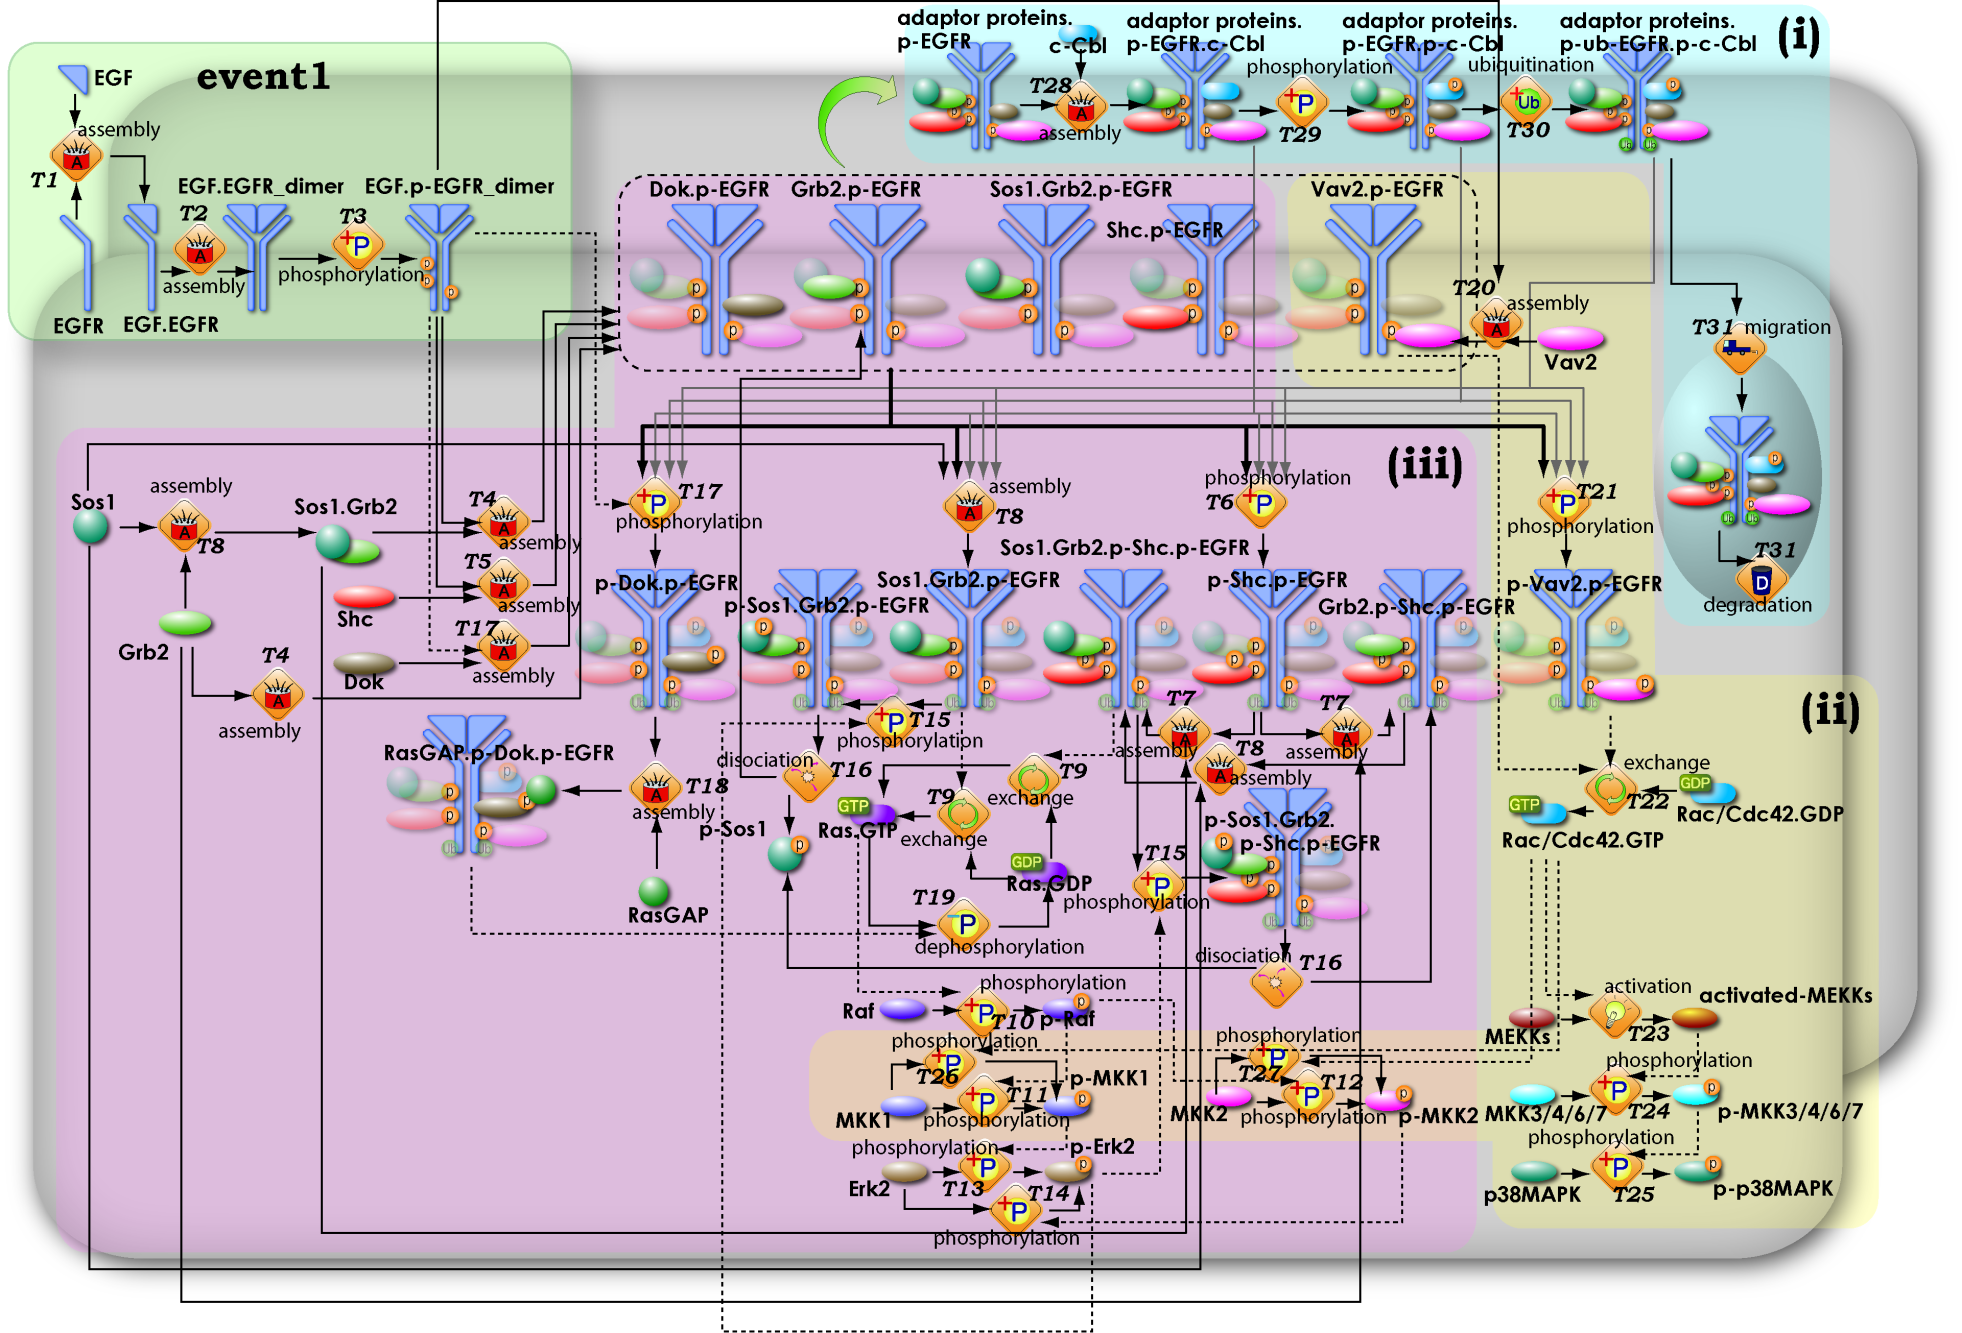 adaptor proteins.
p-EGFR
c-Cbl
adaptor proteins.
p-EGFR.c-Cbl
adaptor proteins.
p-EGFR.p-c-Cbl
adaptor proteins.
p-ub-EGFR.p-c-Cbl
(i)
T28
assembly
phosphorylation
T29
ubiquitination
T30
event1
EGF
assembly
T1
EGFR
EGF.EGFR
T2
assembly
EGF.EGFR_dimer
T3
phosphorylation
EGF.p-EGFR_dimer
Dok.p-EGFR
Grb2.p-EGFR
Sos1.Grb2.p-EGFR
Shc.p-EGFR
Vav2.p-EGFR
T20
assembly
Vav2
T31 migration
T31
degradation
(iii)
Sos1
assembly
T8
Sos1.Grb2
Grb2
Shc
Dok
T4
assembly
T5
assembly
T17
assembly
T4
assembly
T17
phosphorylation
assembly
T8
phosphorylation
T6
T21
phosphorylation
p-Dok.p-EGFR
p-Sos1.Grb2.p-EGFR
Sos1.Grb2.p-EGFR
Sos1.Grb2.p-Shc.p-EGFR
p-Shc.p-EGFR
Grb2.p-Shc.p-EGFR
p-Vav2.p-EGFR
(ii)
RasGAP.p-Dok.p-EGFR
T18
assembly
RasGAP
T15
phosphorylation
disociation
T16
p-Sos1
GTP
Ras.GTP
T9
exchange
T9
exchange
GDP
Ras.GDP
T19
dephosphorylation
T7
assembly
T8
assembly
T7
assembly
p-Sos1.Grb2.
p-Shc.p-EGFR
T15
phosphorylation
disociation
T16
exchange
T22
GDP
Rac/Cdc42.GDP
GTP
Rac/Cdc42.GTP
Raf
phosphorylation
T10
p-Raf
phosphorylation
T26
MKK1
T11
phosphorylation
p-MKK1
phosphorylation
T27
MKK2
T12
phosphorylation
p-MKK2
phosphorylation
T13
Erk2
p-Erk2
T14
phosphorylation
activation
MEKKs
T23
activated-MEKKs
phosphorylation
MKK3/4/6/7
T24
p-MKK3/4/6/7
phosphorylation
p38MAPK
T25
p-p38MAPK